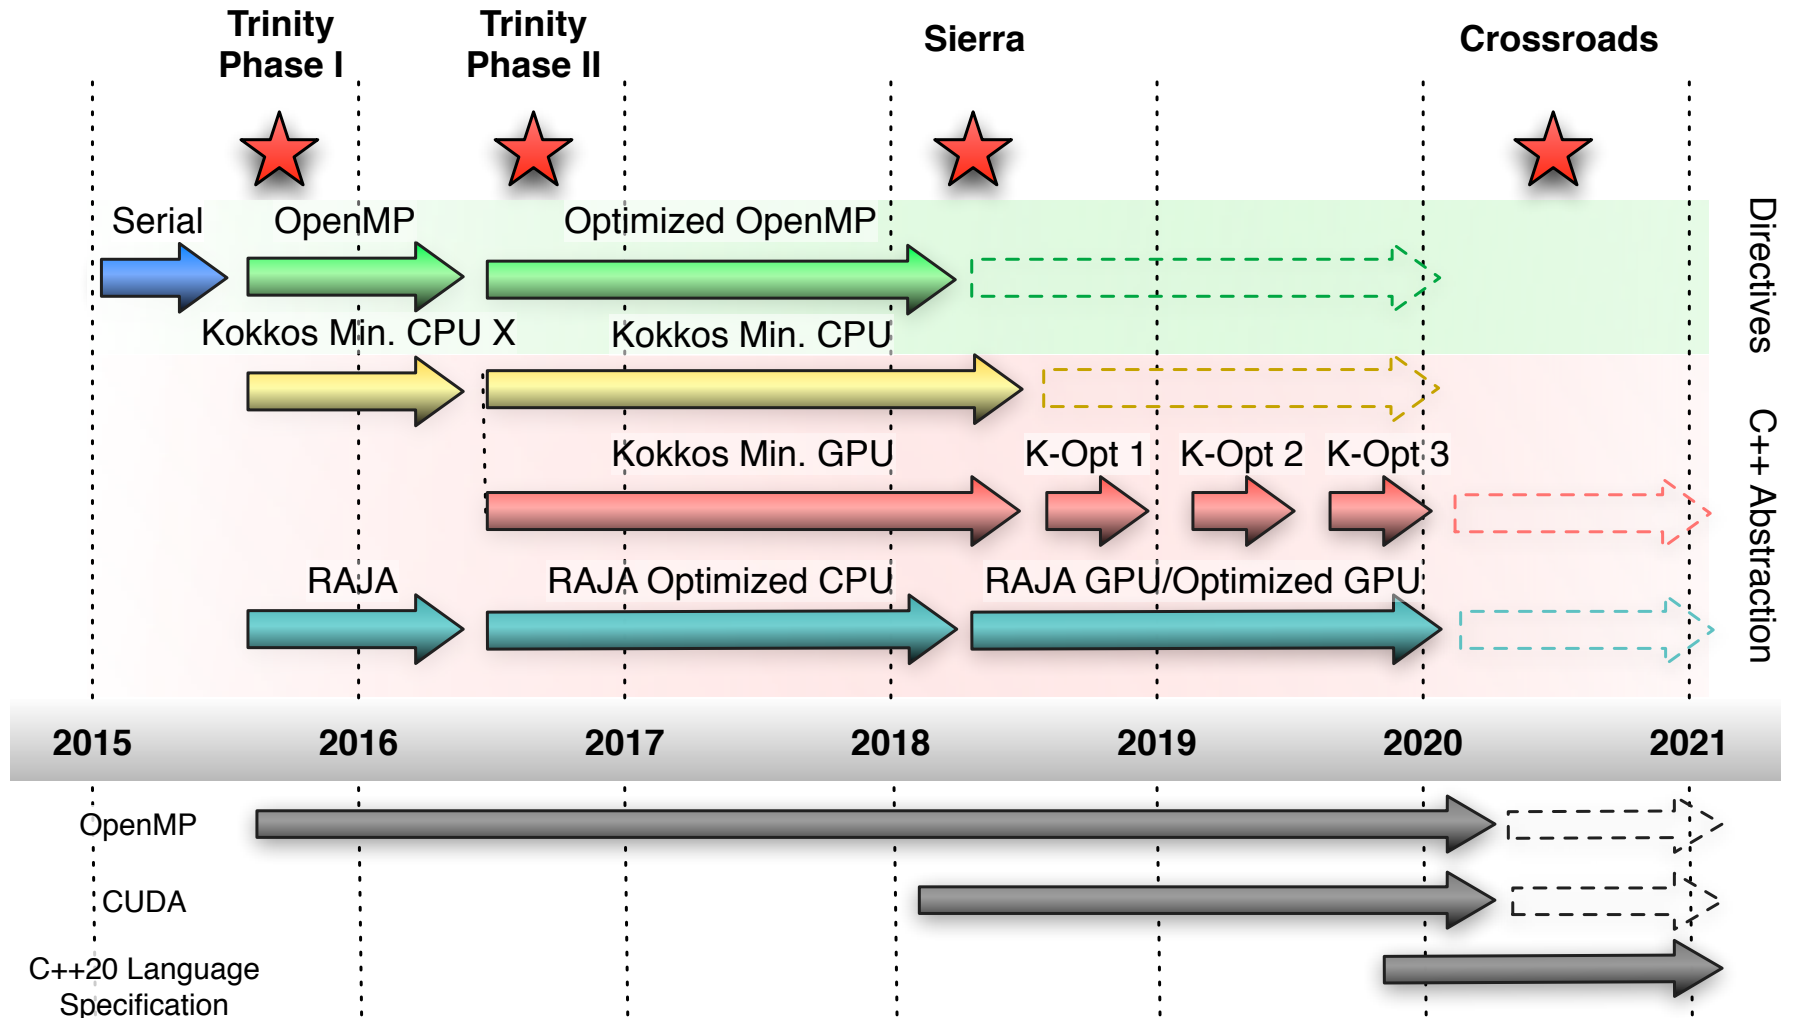 Trinity
Phase I
Trinity
Phase II
Sierra
Crossroads
Serial
OpenMP
Optimized OpenMP
Directives
Kokkos Min. CPU X
Kokkos Min. CPU
Kokkos Min. GPU
K-Opt 1
K-Opt 2
K-Opt 3
C++ Abstraction
RAJA
RAJA Optimized CPU
RAJA GPU/Optimized GPU
2015
2016
2017
2018
2019
2020
2021
OpenMP
CUDA
C++20 Language
Specification